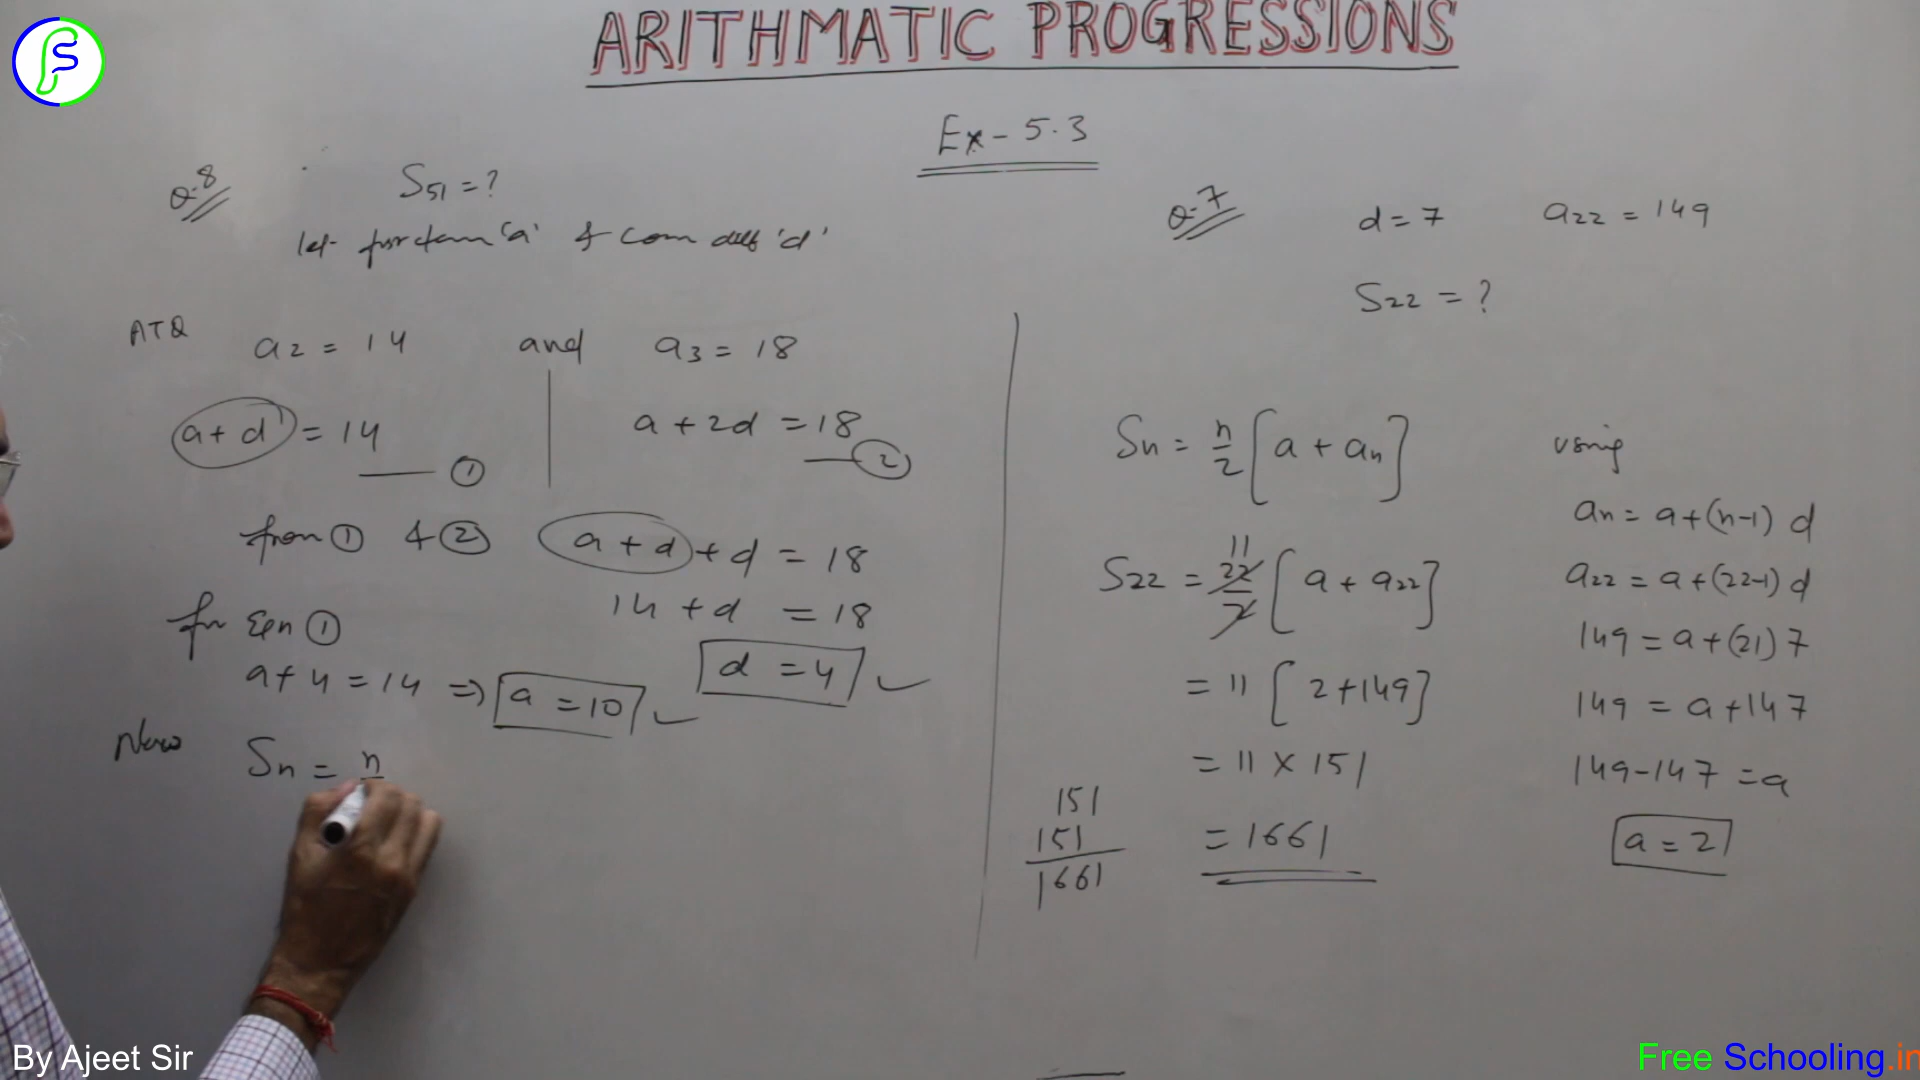 ARITHMATIC PROGRESSIONS
Ex - 5.3
Q-8
S51 = ?
let 'a' & com diff 'd'
ATQ
a2 = 14 and a3 = 18
a + d = 14 ①
a + 2d = 18 ②
from ① & ② a + d + d = 18
14 + d = 18
d = 4
Eqn ①
a + 4 = 14 => a = 10
Now Sn = n
Q-7
d = 7 a22 = 149
S22 = ?
Sn = n/2 [a + an]
S22 = 22/2 11 [a + a22]
= 11 [2 + 149]
= 11 × 151
= 1661
151
151
1661
using
an = a + (n-1) d
a22 = a + (22-1) d
149 = a + (21) 7
149 = a + 147
149 - 147 = a
a = 2
By Ajeet Sir
Free Schooling.in